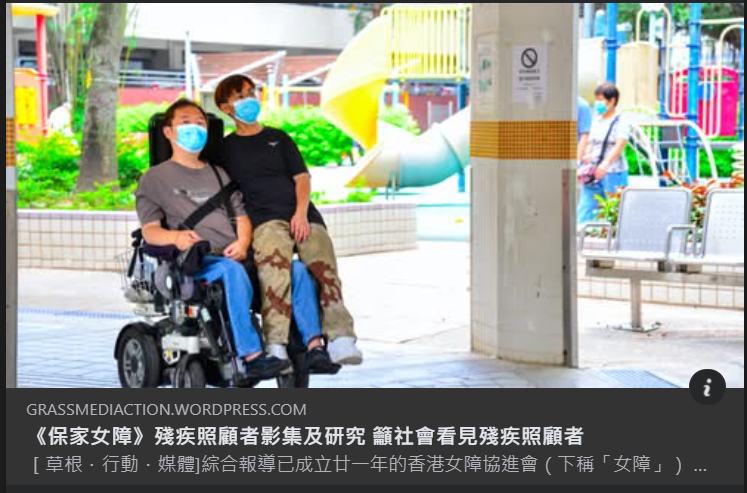 GRASSMEDIACTION.WORDPRESS.COM
《保家女障》殘疾照顧者影集及研究 籲社會看見殘疾照顧者
[ 草根．行動．媒體]綜合報導已成立廿一年的香港女障協進會（下稱「女障」） ...